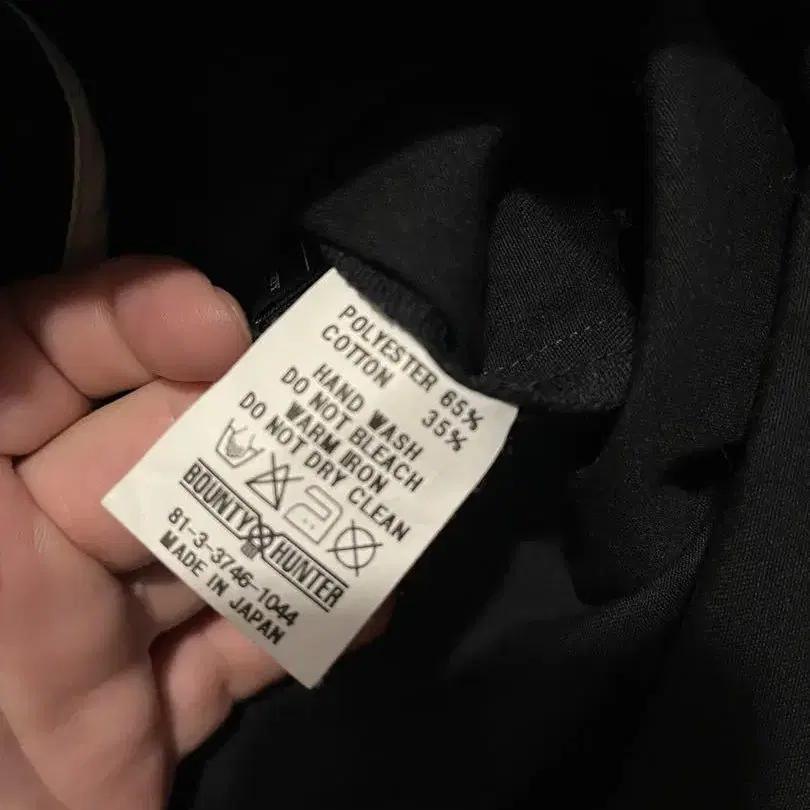 POLYESTER 65%
COTTON 35%
HAND WASH
DO NOT BLEACH
WARM IRON
DO NOT DRY CLEAN
BOUNTY HUNTER
81-3-3746-1044
MADE IN JAPAN